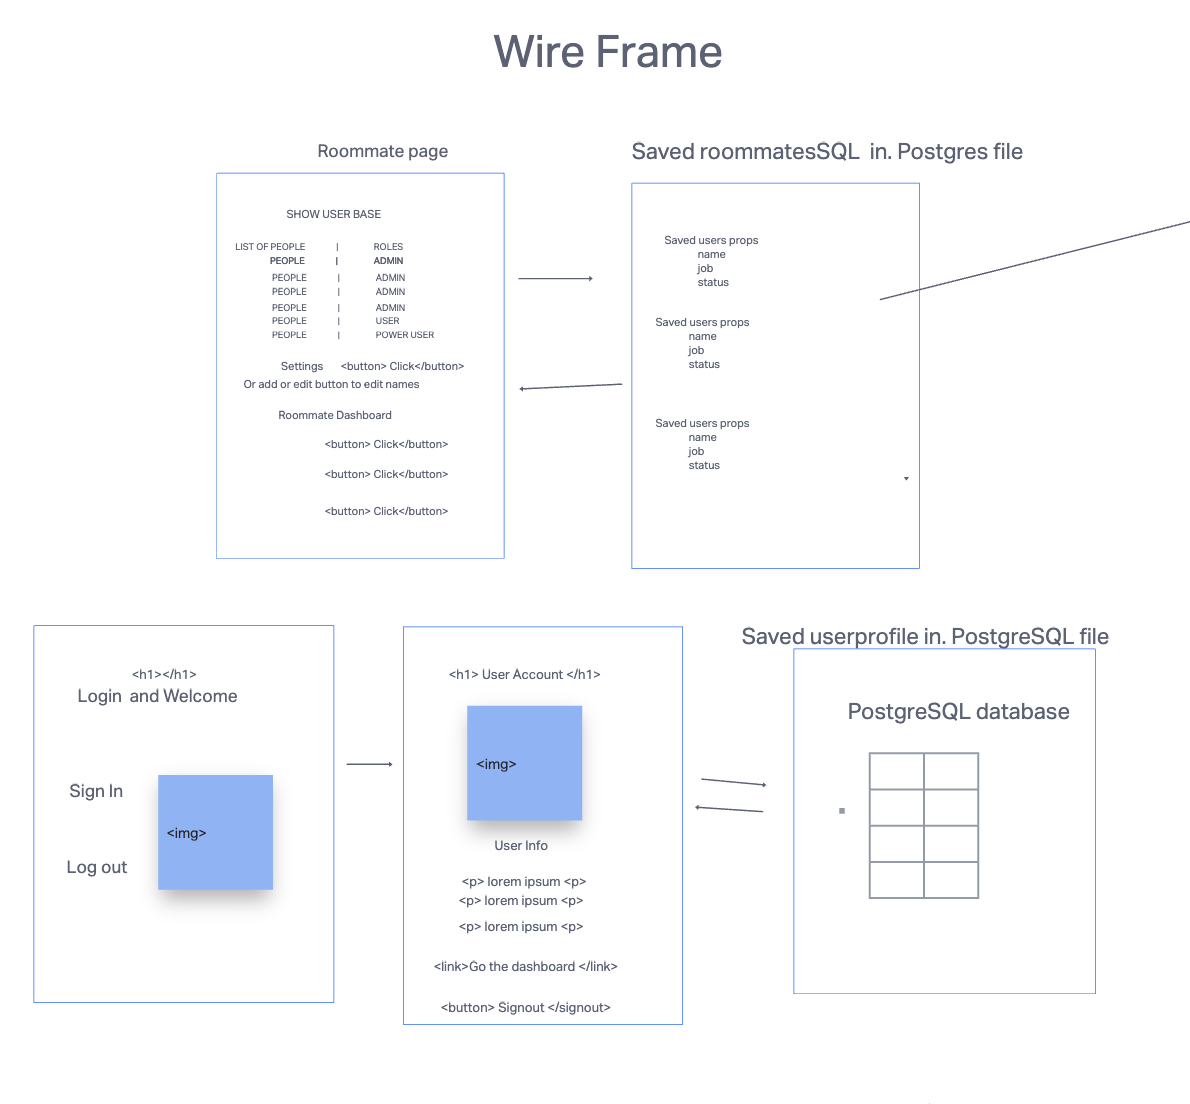 Wire Frame
Roommate page
SHOW USER BASE
LIST OF PEOPLE | ROLES
PEOPLE | ADMIN
PEOPLE | ADMIN
PEOPLE | ADMIN
PEOPLE | ADMIN
PEOPLE | USER
PEOPLE | POWER USER
Settings <button> Click</button>
Or add or edit button to edit names
Roommate Dashboard
<button> Click</button>
<button> Click</button>
<button> Click</button>
Saved roommatesSQL in. Postgres file
Saved users props
name
job
status
Saved users props
name
job
status
Saved users props
name
job
status
<h1></h1>
Login and Welcome
Sign In
<img>
Log out
<h1> User Account </h1>
<img>
User Info
<p> lorem ipsum <p>
<p> lorem ipsum <p>
<p> lorem ipsum <p>
<link>Go the dashboard </link>
<button> Signout </signout>
Saved userprofile in. PostgreSQL file
PostgreSQL database